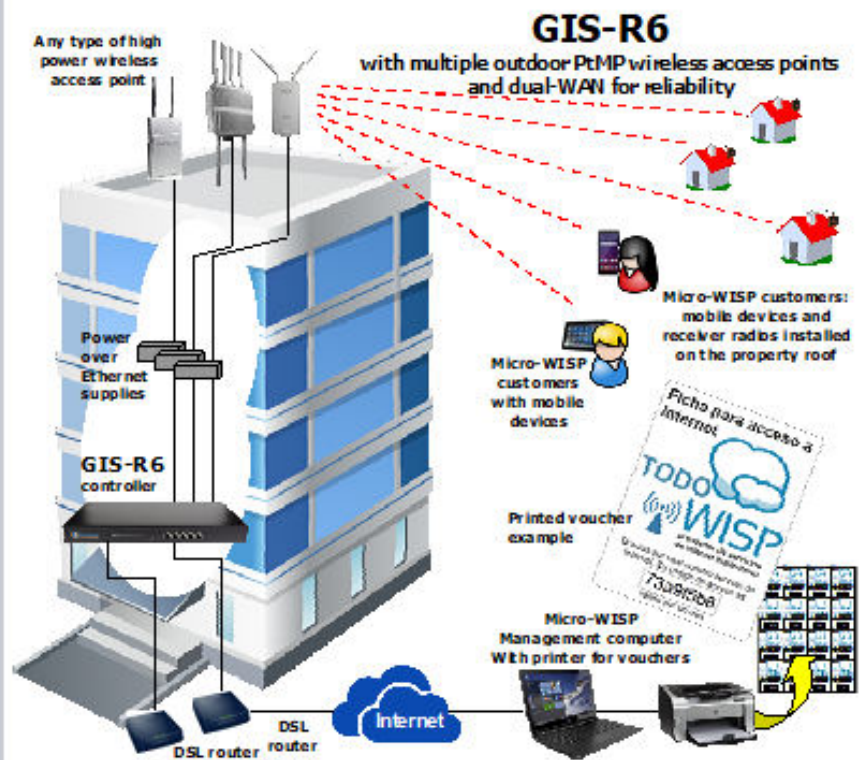 GIS-R6
with multiple outdoor PtMP wireless access points
and dual-WAN for reliability
Any type of high
power wireless
access point
Micro-WISP customers:
mobile devices and
receiver radios installed
on the property roof
Micro-WISP
customers
with mobile
devices
Power
over
Ethernet
supplies
GIS-R6
controller
Ficha para acceso a
Internet
TODO
WISP
Printed voucher
example
Micro-WISP
Management computer
With printer for vouchers
Internet
DSL
router
DSL router